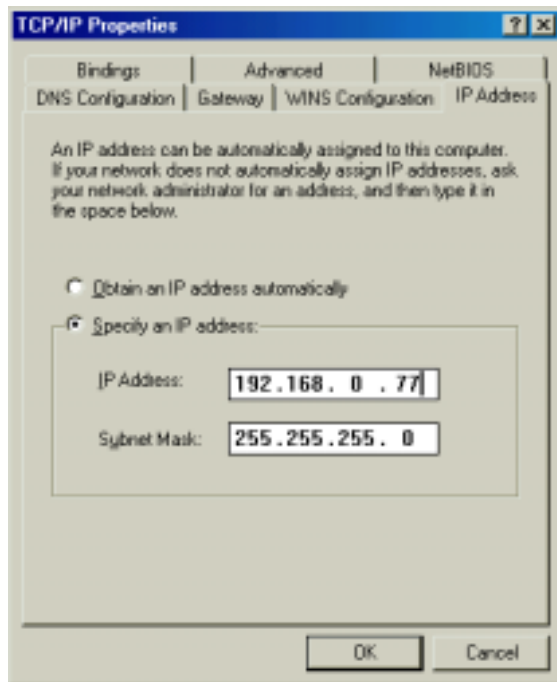 TCP/IP Properties
Bindings Advanced NetBIOS
DNS Configuration Gateway WINS Configuration IP Address
An IP address can be automatically assigned to this computer.
If your network does not automatically assign IP addresses, ask
your network administrator for an address, and then type it in
the space below.
Obtain an IP address automatically
Specify an IP address:
IP Address: 192.168. 0 .77
Subnet Mask: 255.255.255. 0
OK Cancel